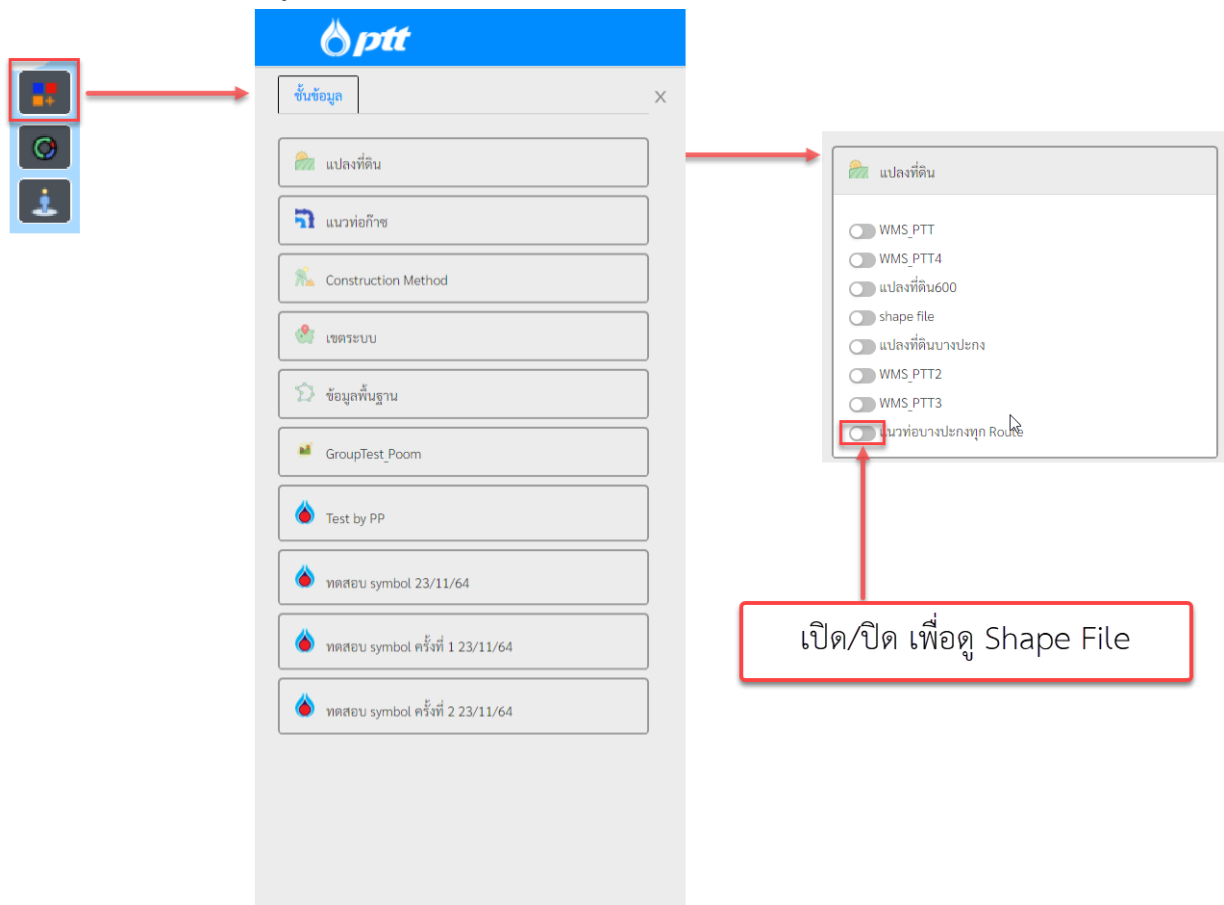 ptt
ชั้นข้อมูล
X
แปลงที่ดิน
แนวท่อก๊าซ
Construction Method
เขตระบบ
ข้อมูลพื้นฐาน
GroupTest_Poom
Test by PP
ทดสอบ symbol 23/11/64
ทดสอบ symbol ครั้งที่ 1 23/11/64
ทดสอบ symbol ครั้งที่ 2 23/11/64
แปลงที่ดิน
WMS_PTT
WMS_PTT4
แปลงที่ดิน600
shape file
แปลงที่ดินบางปะกง
WMS_PTT2
WMS_PTT3
แนวท่อบางปะกงทุก Route
เปิด/ปิด เพื่อดู Shape File